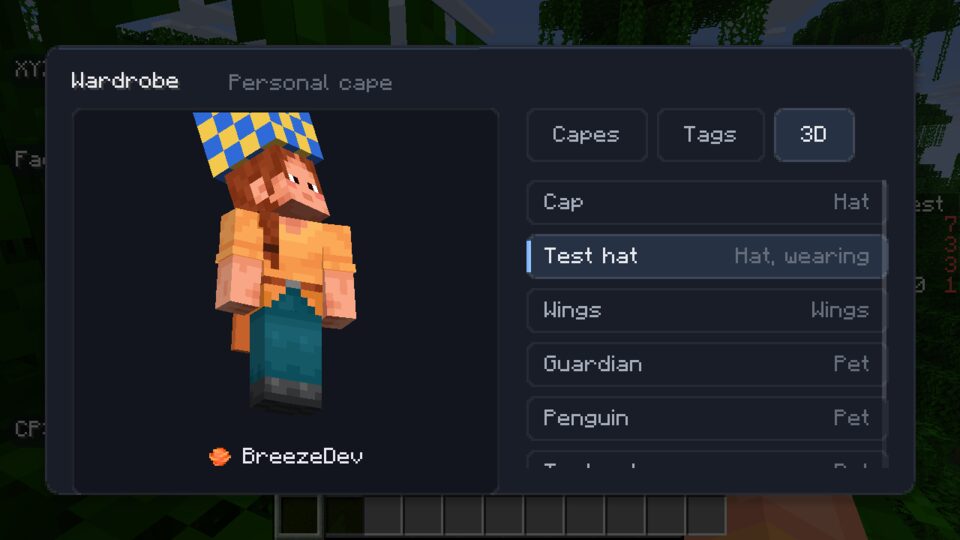 Wardrobe
Personal cape
Capes
Tags
3D
Cap
Hat
Test hat
Hat, wearing
Wings
Wings
Guardian
Pet
Penguin
Pet
BreezeDev